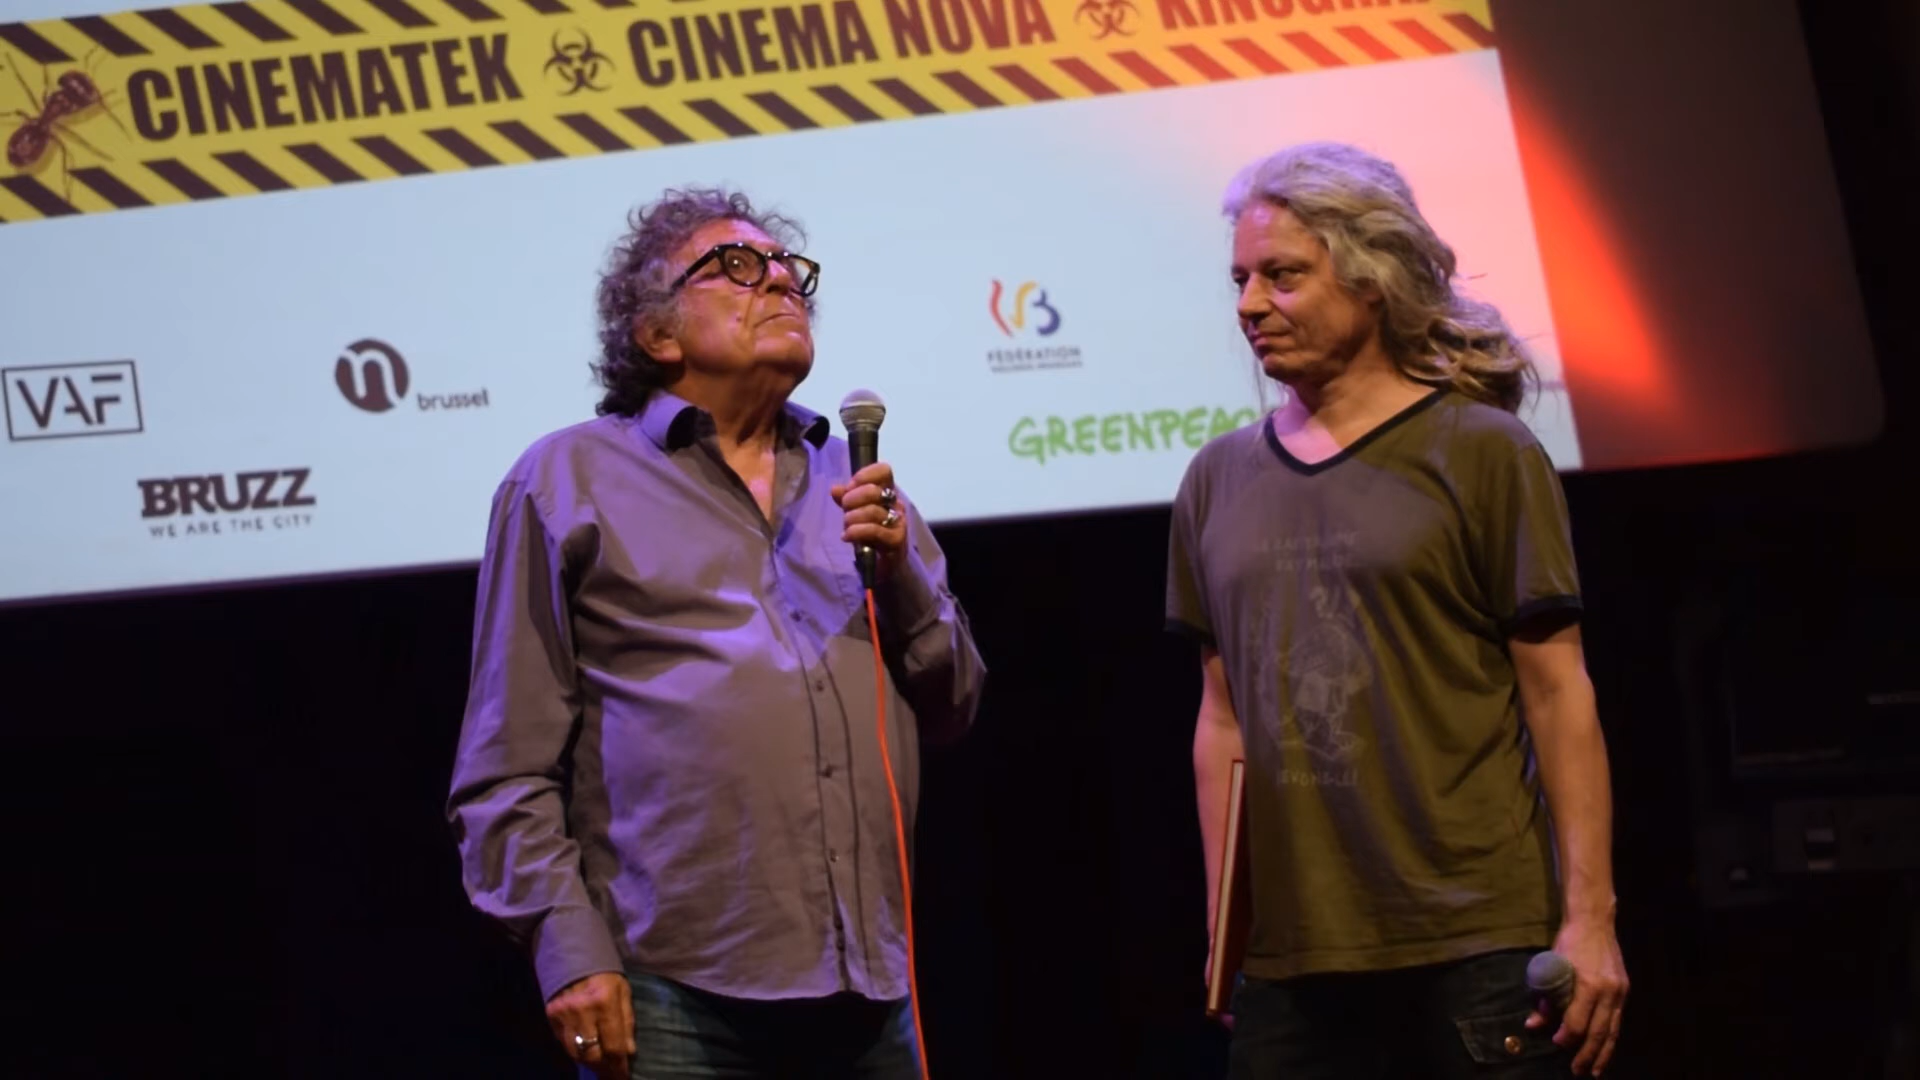 CINEMATEK CINEMA NOVA
VAF
n brussel
FÉDÉRATION
BRUZZ
WE ARE THE CITY
GREENPEAC